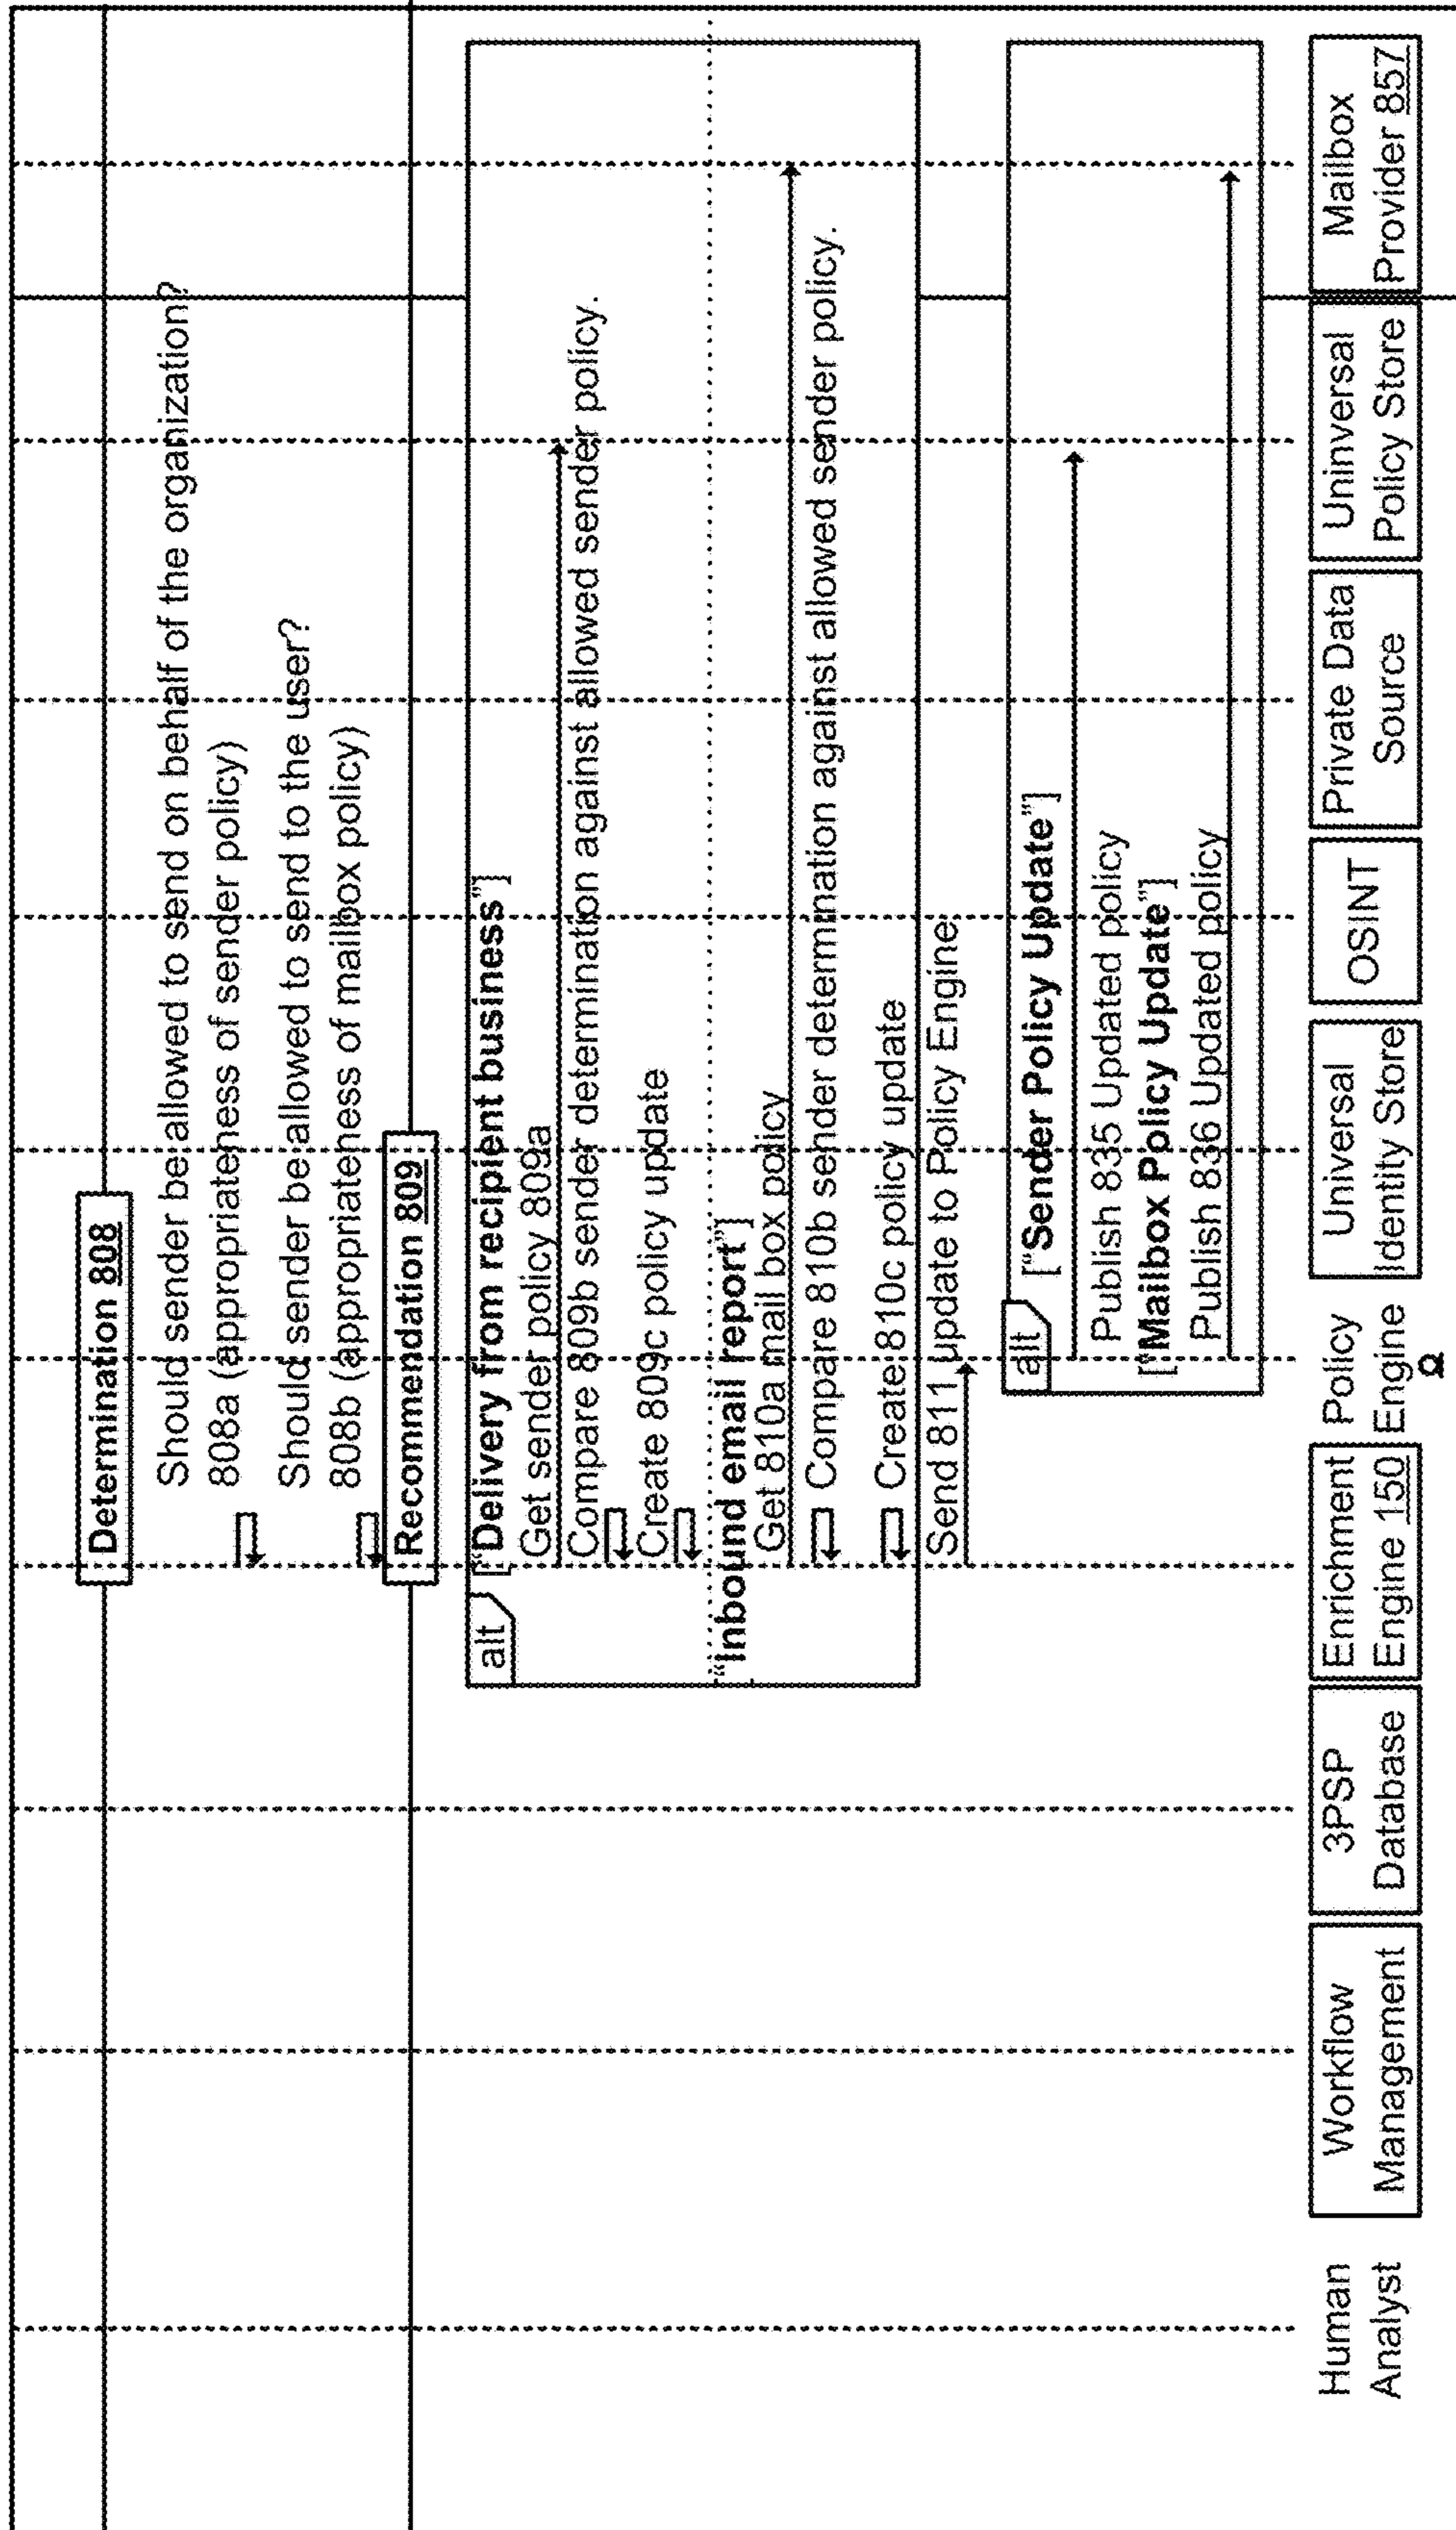 Determination 808
Should sender be allowed to send on behalf of the organization?
808a (appropriateness of sender policy)
Should sender be allowed to send to the user?
808b (appropriateness of mailbox policy)
Recommendation 809
alt
["Delivery from recipient business"]
Get sender policy 809a
Compare 809b sender determination against allowed sender policy.
Create 809c policy update
["Inbound email report"]
Get 810a mail box policy
Compare 810b sender determination against allowed sender policy.
Create 810c policy update
Send 811 update to Policy Engine
alt
["Sender Policy Update"]
Publish 835 Updated policy
["Mailbox Policy Update"]
Publish 836 Updated policy
Human
Analyst
Workflow
Management
3PSP
Database
Enrichment
Engine 150
Policy
Engine
Universal
Identity Store
OSINT
Private Data
Source
Uninversal
Policy Store
Mailbox
Provider 857